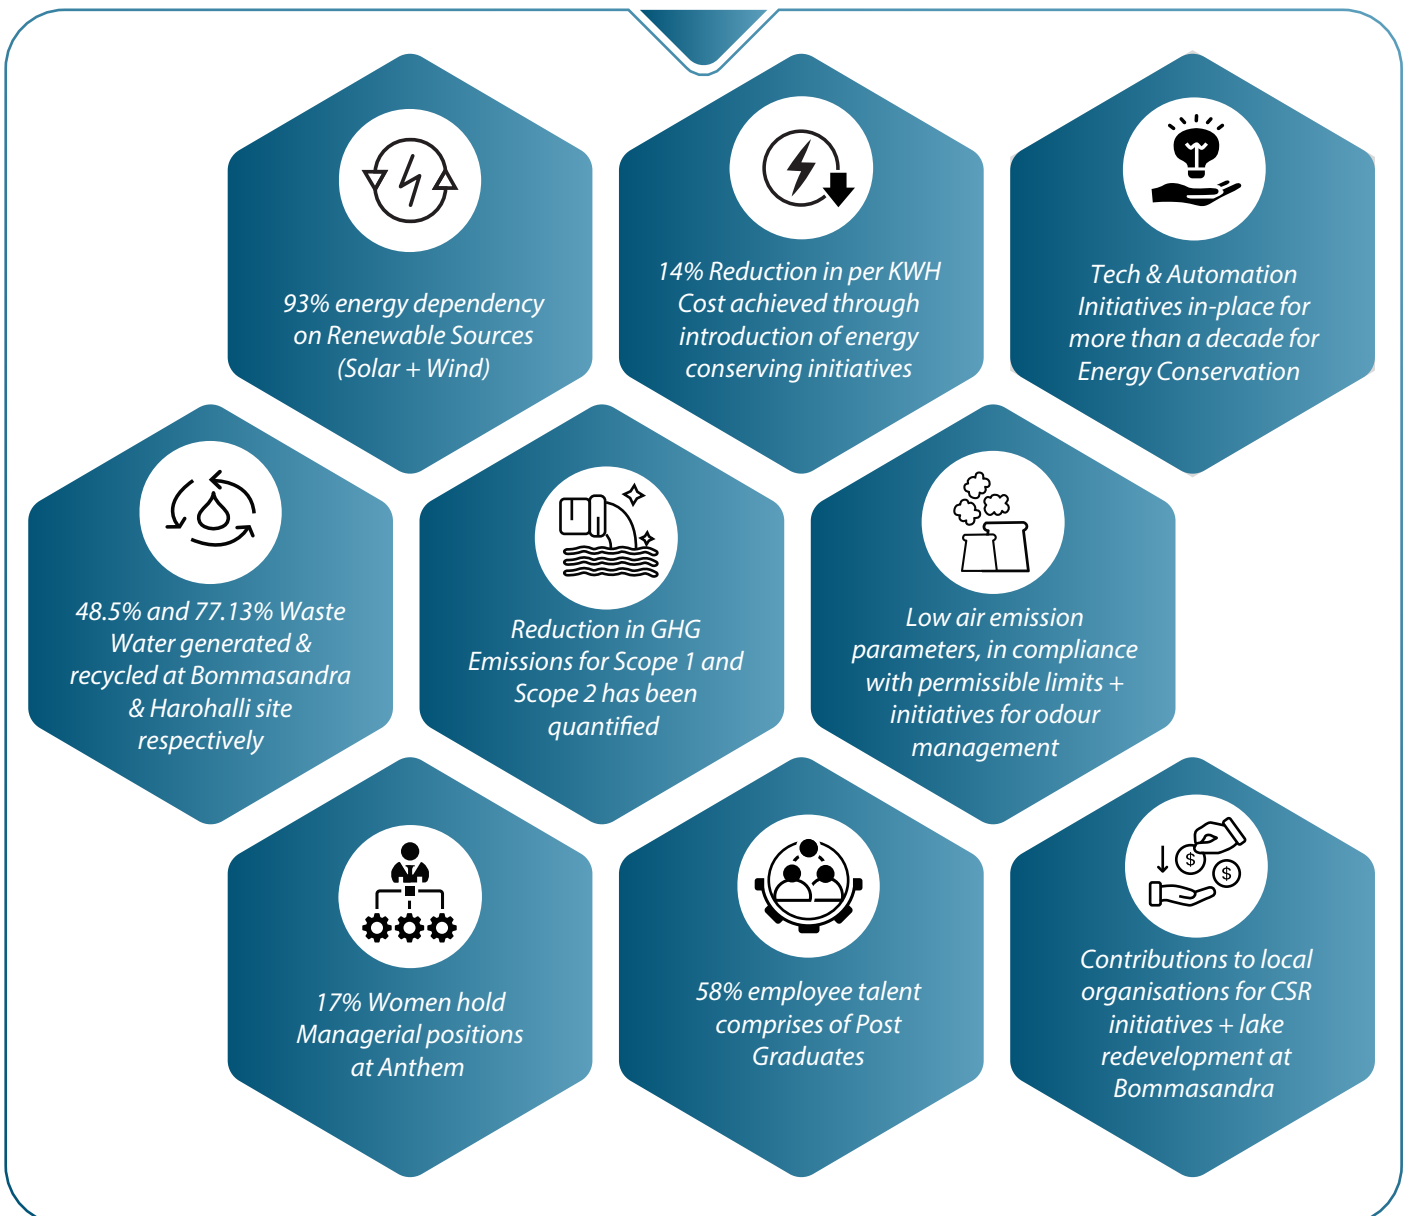 93% energy dependency
on Renewable Sources
(Solar + Wind)
14% Reduction in per KWH
Cost achieved through
introduction of energy
conserving initiatives
Tech & Automation
Initiatives in-place for
more than a decade for
Energy Conservation
48.5% and 77.13% Waste
Water generated &
recycled at Bommasandra
& Harohalli site
respectively
Reduction in GHG
Emissions for Scope 1 and
Scope 2 has been
quantified
Low air emission
parameters, in compliance
with permissible limits +
initiatives for odour
management
17% Women hold
Managerial positions
at Anthem
58% employee talent
comprises of Post
Graduates
$
$
Contributions to local
organisations for CSR
initiatives + lake
redevelopment at
Bommasandra